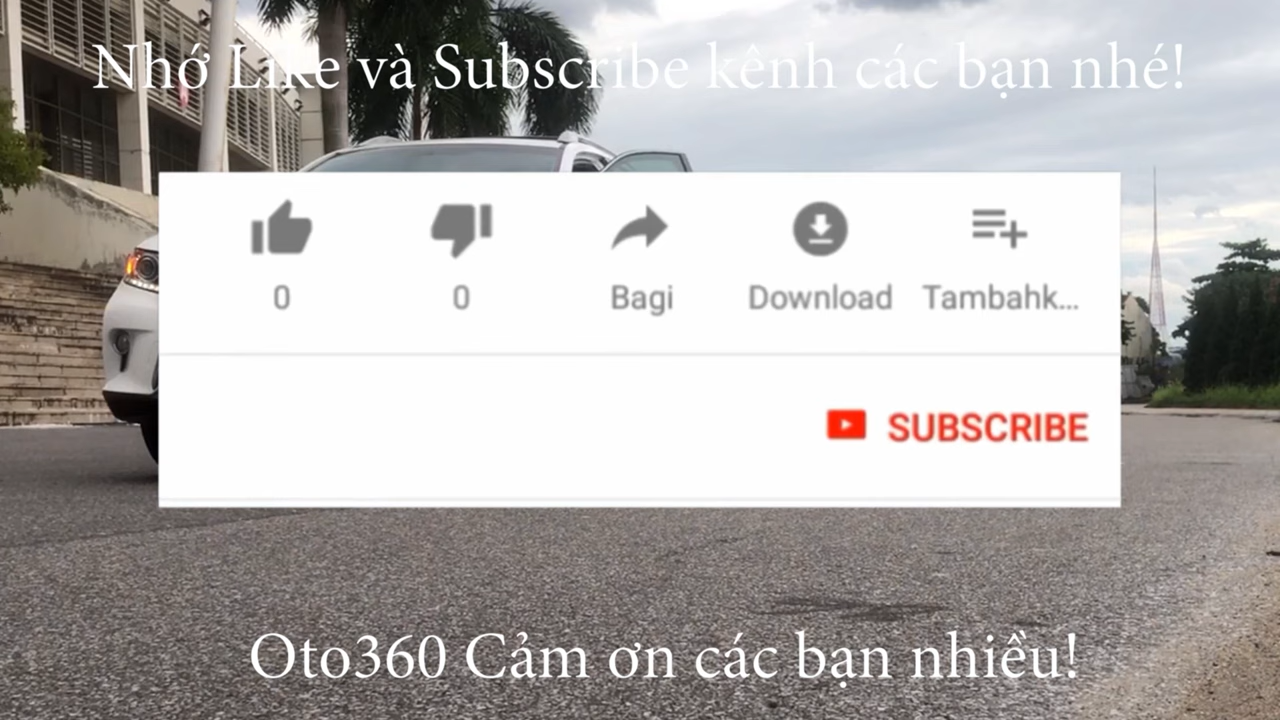 Nhớ Like và Subscribe kênh các bạn nhé!
0 0 Bagi Download Tambahk...
SUBSCRIBE
Oto360 Cảm ơn các bạn nhiều!